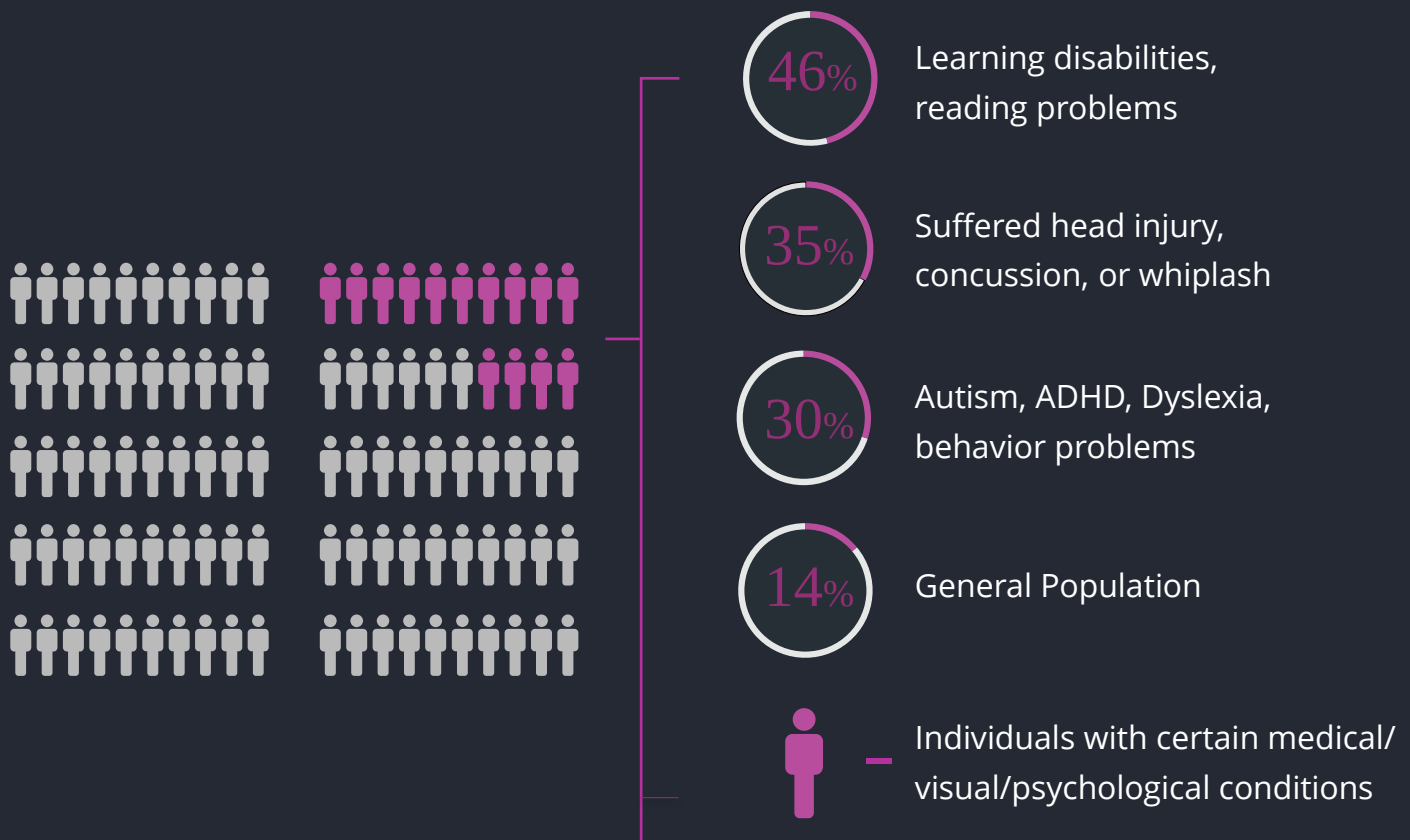 46%
Learning disabilities,
reading problems
35%
Suffered head injury,
concussion, or whiplash
30%
Autism, ADHD, Dyslexia,
behavior problems
14%
General Population
Individuals with certain medical/
visual/psychological conditions